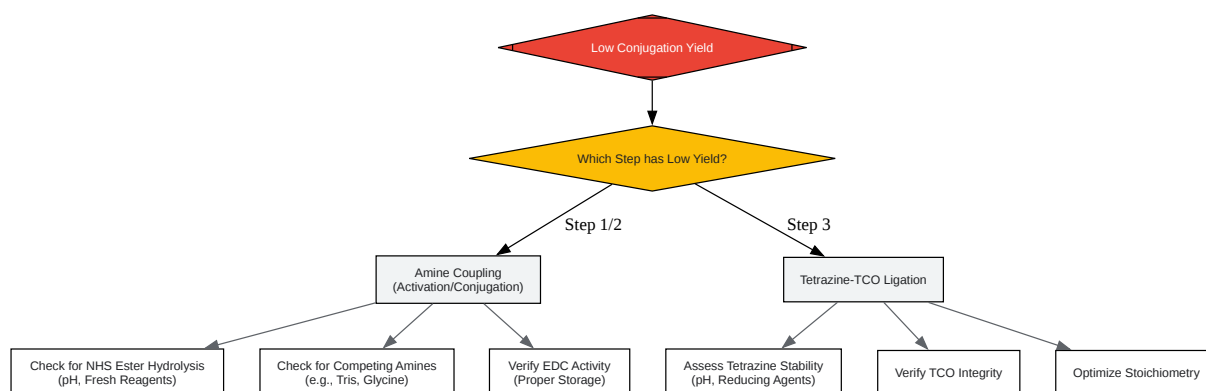 Low Conjugation Yield
Which Step has Low Yield?
Step 1/2
Step 3
Amine Coupling
(Activation/Conjugation)
Tetrazine-TCO Ligation
Check for NHS Ester Hydrolysis
(pH, Fresh Reagents)
Check for Competing Amines
(e.g., Tris, Glycine)
Verify EDC Activity
(Proper Storage)
Assess Tetrazine Stability
(pH, Reducing Agents)
Verify TCO Integrity
Optimize Stoichiometry